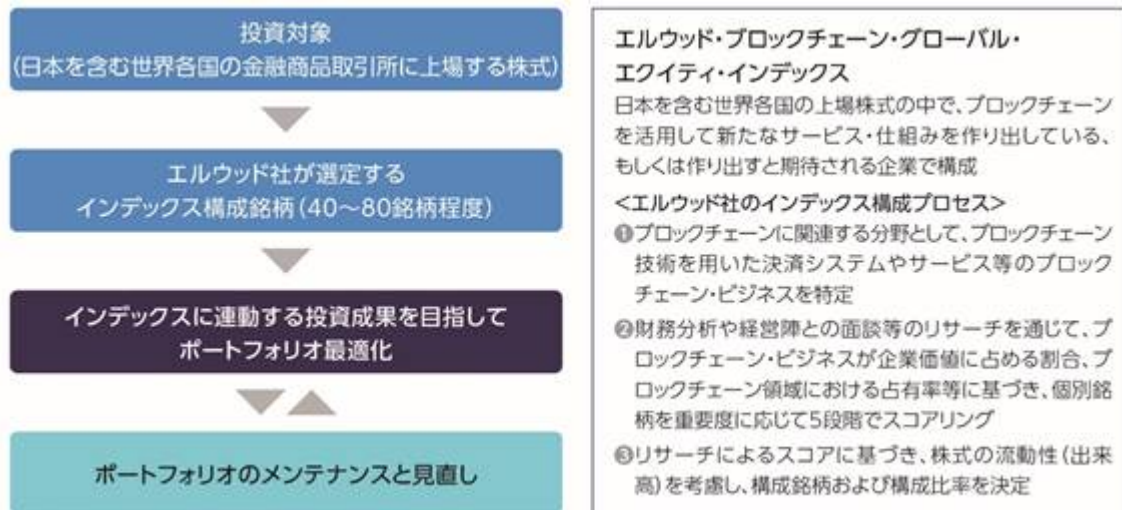 投資対象
(日本を含む世界各国の金融商品取引所に上場する株式)
エルウッド社が選定する
インデックス構成銘柄(40～80銘柄程度)
インデックスに連動する投資成果を目指して
ポートフォリオ最適化
ポートフォリオのメンテナンスと見直し
エルウッド・ブロックチェーン・グローバル・
エクイティ・インデックス
日本を含む世界各国の上場株式の中で、ブロックチェーン
を活用して新たなサービス・仕組みを作り出している、
もしくは作り出すと期待される企業で構成
<エルウッド社のインデックス構成プロセス>
❶ブロックチェーンに関連する分野として、ブロックチェーン
技術を用いた決済システムやサービス等のブロック
チェーン・ビジネスを特定
❷財務分析や経営陣との面談等のリサーチを通じて、ブ
ロックチェーン・ビジネスが企業価値に占める割合、ブ
ロックチェーン領域における占有率等に基づき、個別銘
柄を重要度に応じて5段階でスコアリング
❸リサーチによるスコアに基づき、株式の流動性(出来
高)を考慮し、構成銘柄および構成比率を決定